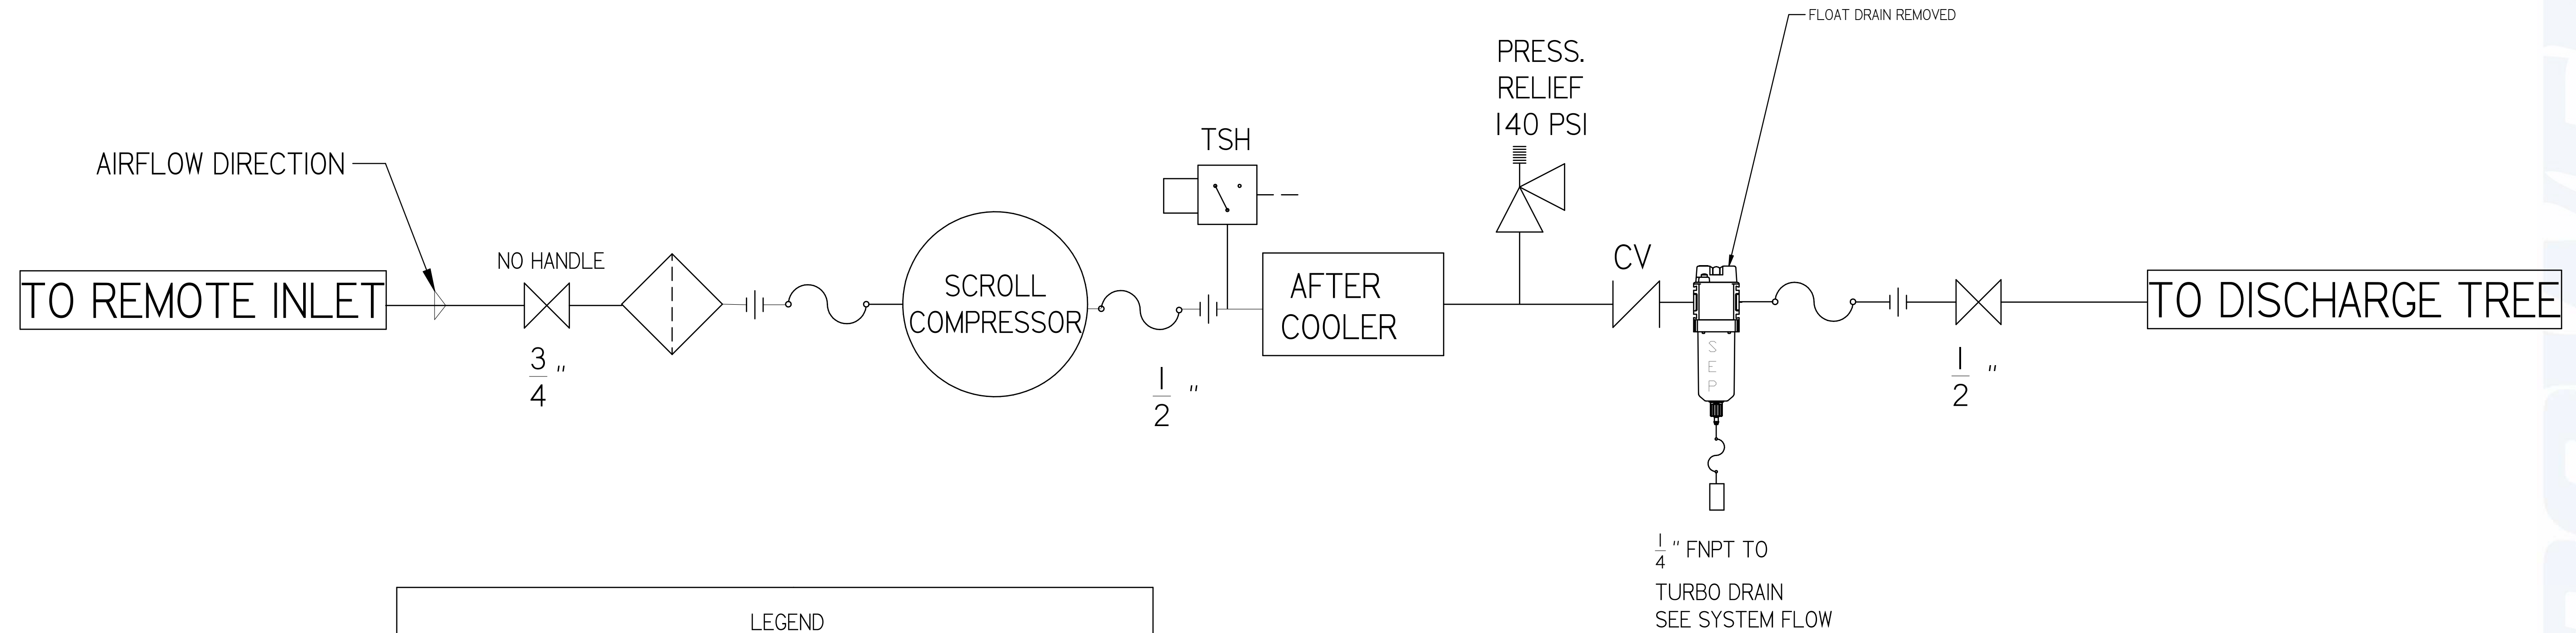 FLOAT DRAIN REMOVED
PRESS.
RELIEF
140 PSI
TSH
AIRFLOW DIRECTION
NO HANDLE
CV
TO REMOTE INLET
SCROLL
COMPRESSOR
AFTER
COOLER
TO DISCHARGE TREE
S
E
P
3/4 "
1/2 "
1/2 "
1/4 " FNPT TO
TURBO DRAIN
SEE SYSTEM FLOW
LEGEND